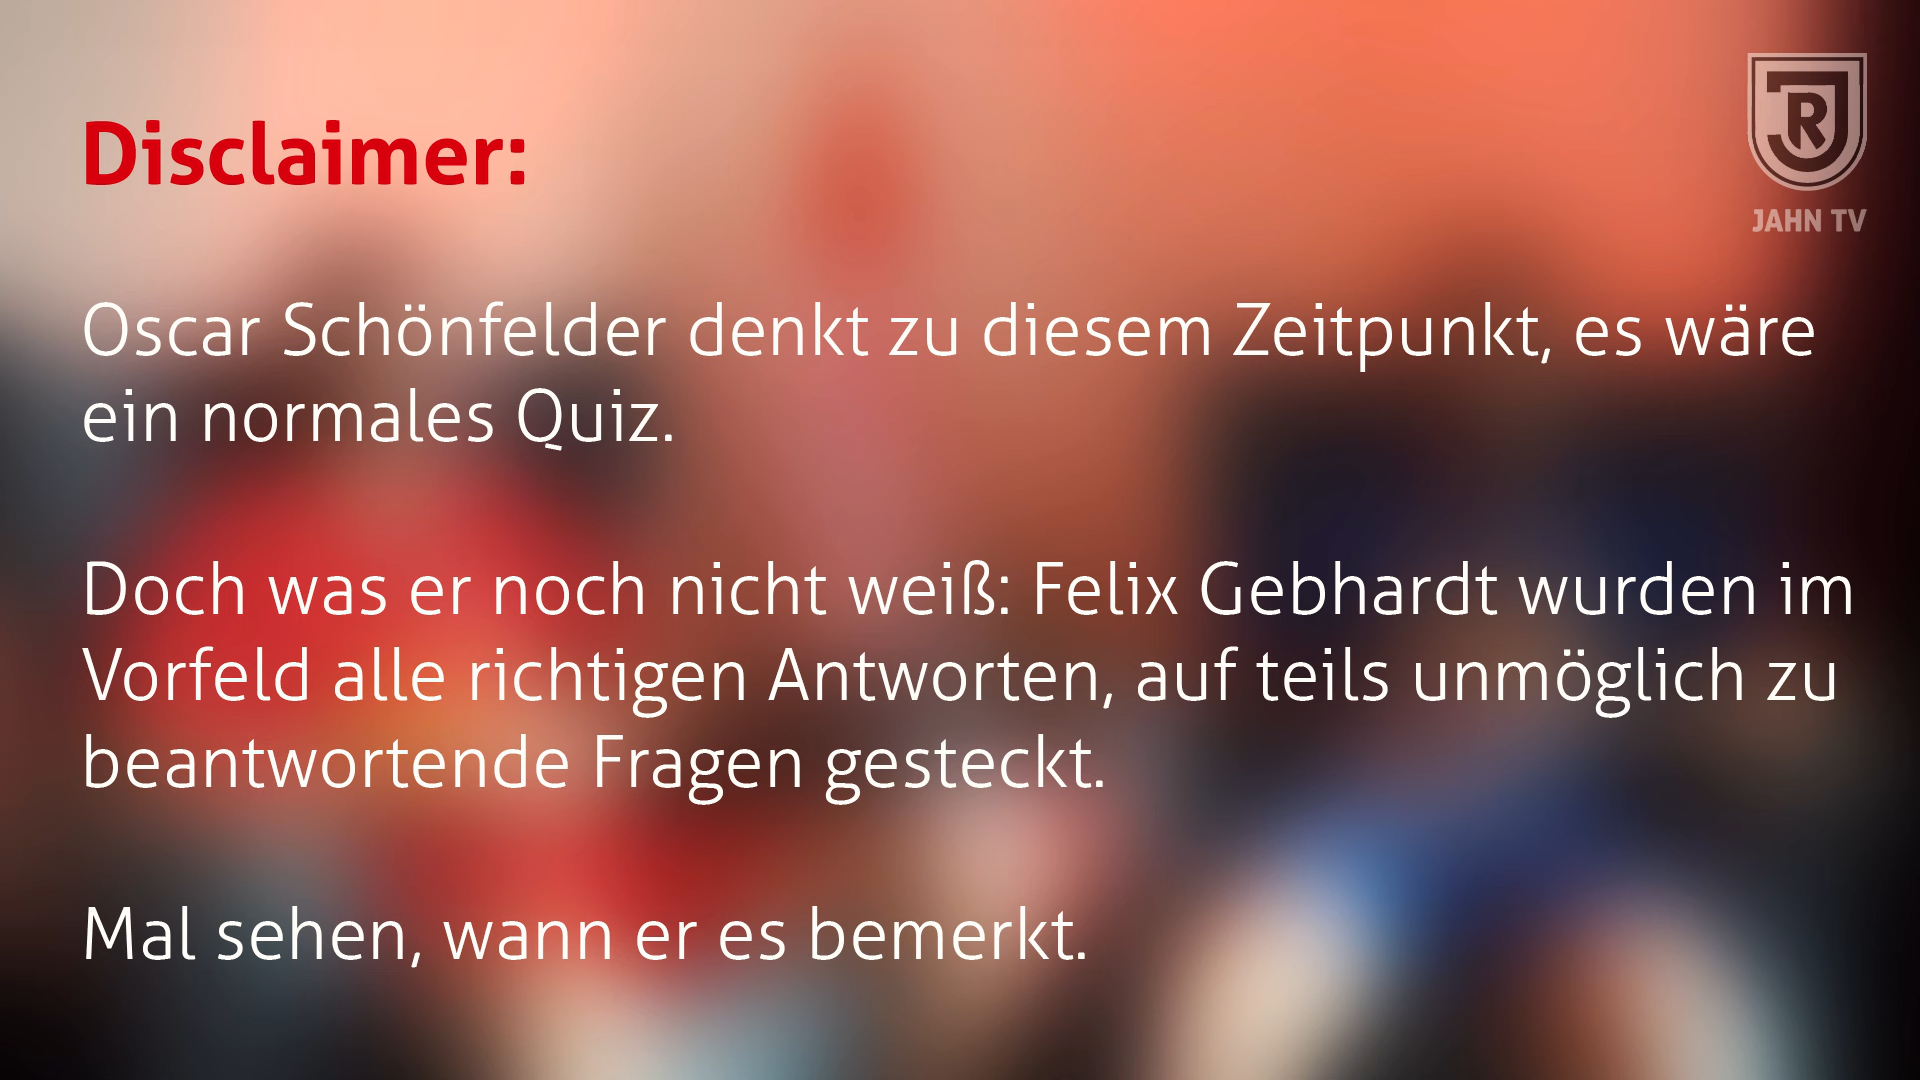 Disclaimer:
JAHN TV
Oscar Schönfelder denkt zu diesem Zeitpunkt, es wäre
ein normales Quiz.
Doch was er noch nicht weiß: Felix Gebhardt wurden im
Vorfeld alle richtigen Antworten, auf teils unmöglich zu
beantwortende Fragen gesteckt.
Mal sehen, wann er es bemerkt.